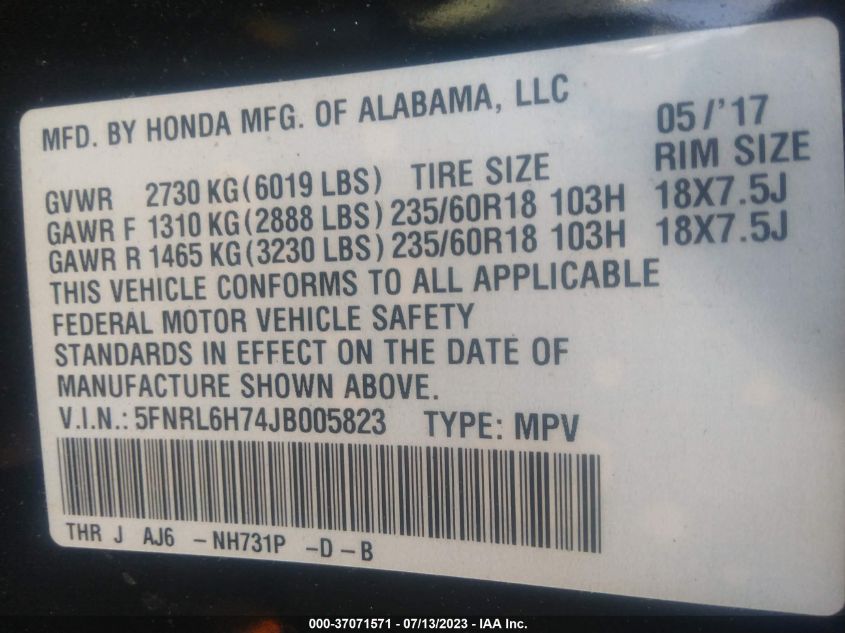 MFD. BY HONDA MFG. OF ALABAMA, LLC 05/'17
GVWR 2730 KG(6019 LBS) TIRE SIZE RIM SIZE
GAWR F 1310 KG(2888 LBS) 235/60R18 103H 18X7.5J
GAWR R 1465 KG(3230 LBS) 235/60R18 103H 18X7.5J
THIS VEHICLE CONFORMS TO ALL APPLICABLE
FEDERAL MOTOR VEHICLE SAFETY
STANDARDS IN EFFECT ON THE DATE OF
MANUFACTURE SHOWN ABOVE.
V.I.N.: 5FNRL6H74JB005823 TYPE: MPV
THR J AJ6 -NH731P -D-B
000-37071571 - 07/13/2023 - IAA Inc.